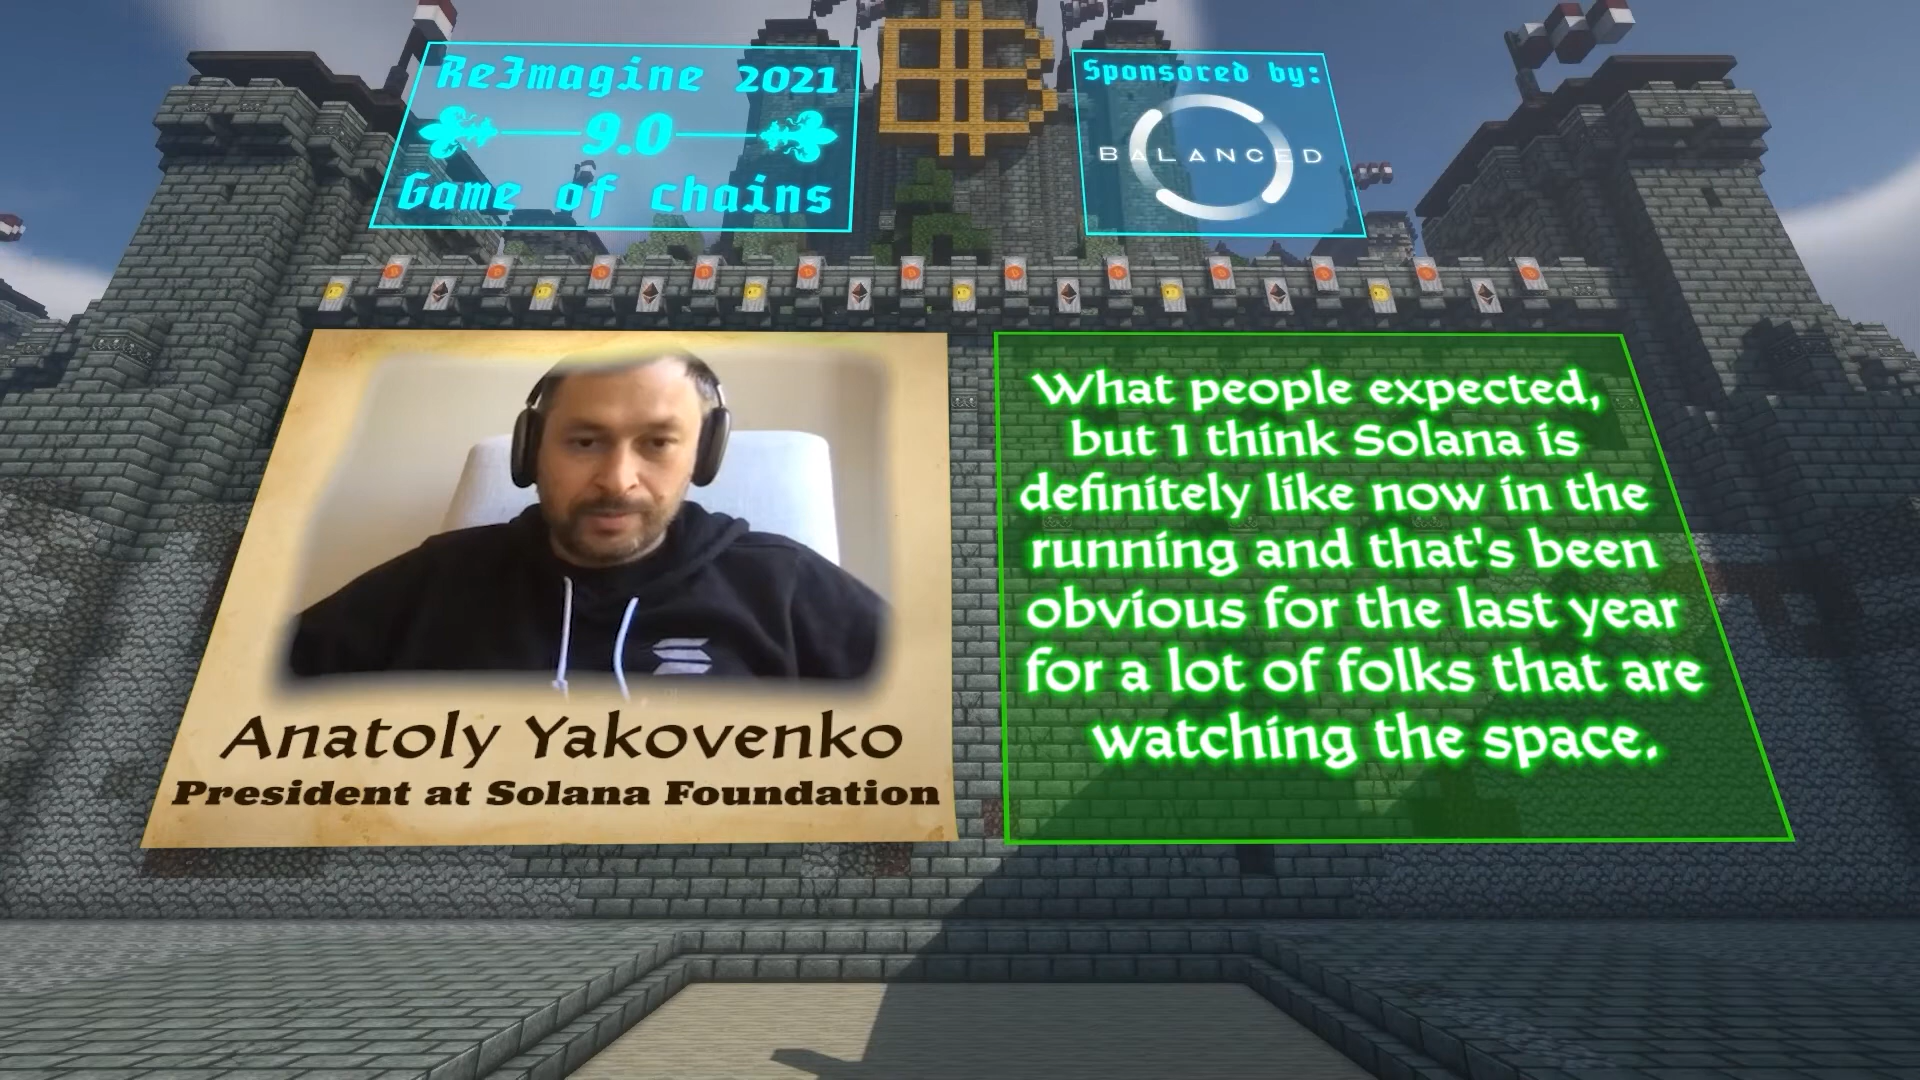 ReImagine 2021
9.0
Game of chains
Sponsored by:
BALANCED
Anatoly Yakovenko
President at Solana Foundation
What people expected,
but I think Solana is
definitely like now in the
running and that's been
obvious for the last year
for a lot of folks that are
watching the space.